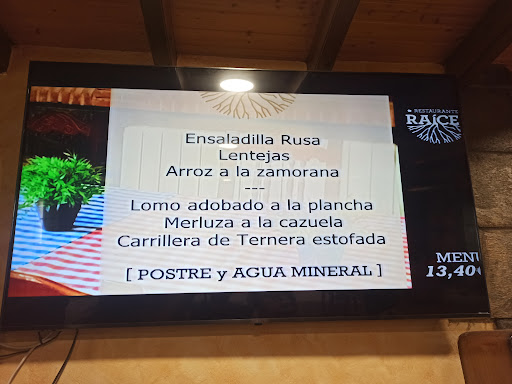 RESTAURANTE
RAÍCES
Ensaladilla Rusa
Lentejas
Arroz a la zamorana
---
Lomo adobado a la plancha
Merluza a la cazuela
Carrillera de Ternera estofada
[ POSTRE y AGUA MINERAL ]
MENU
13,40€